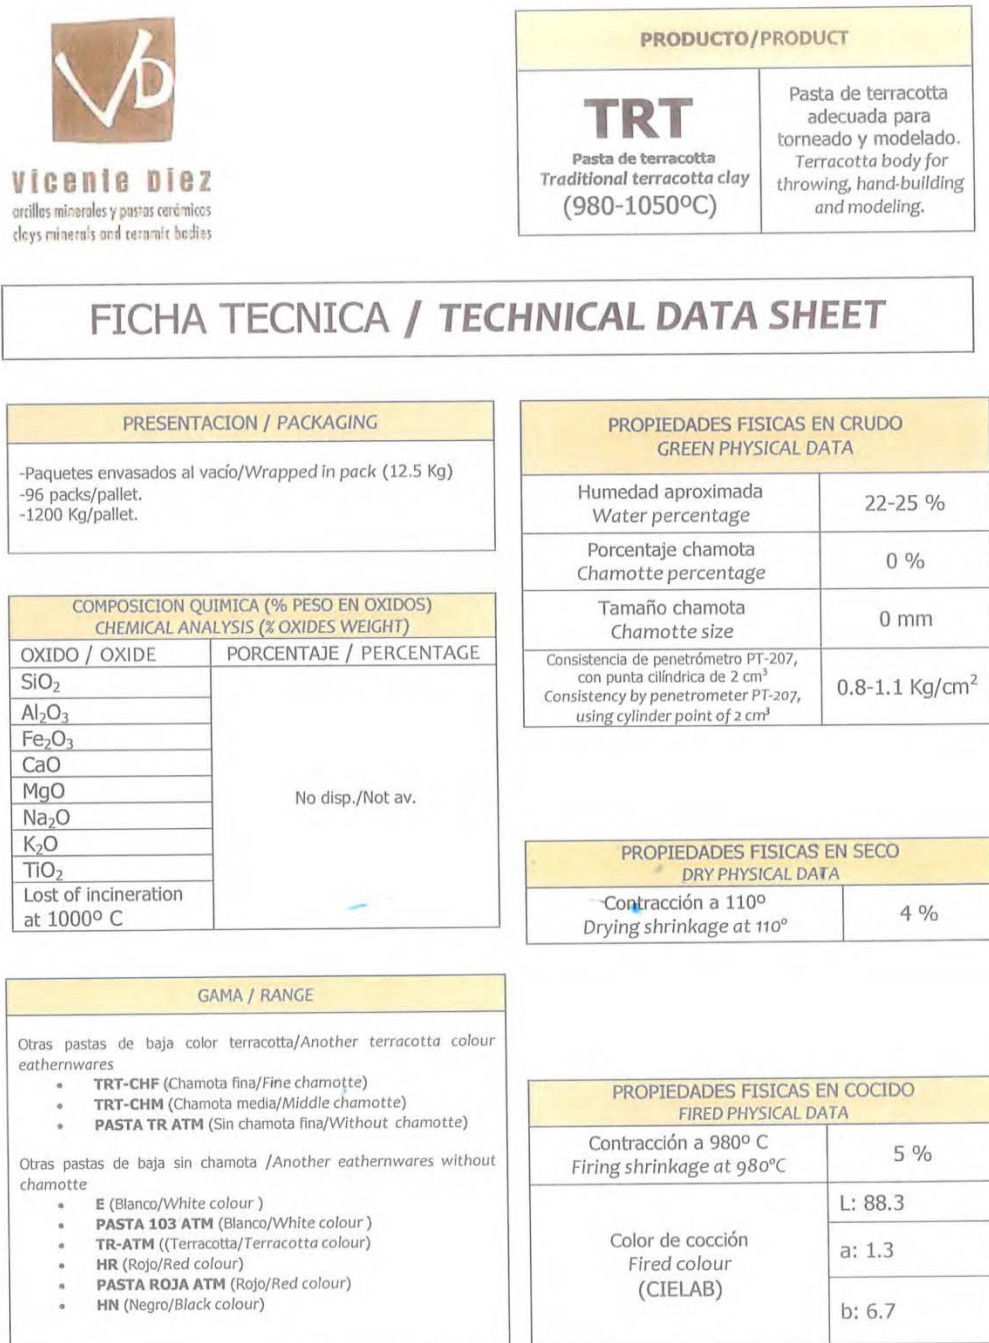 VD
Vicente Diez
arcillas minerales y pastas cerámicas
clays minerals and ceramic bodies
PRODUCTO/PRODUCT
TRT
Pasta de terracotta
Traditional terracotta clay
(980-1050ºC)
Pasta de terracotta
adecuada para
torneado y modelado.
Terracotta body for
throwing, hand-building
and modeling.
FICHA TECNICA / TECHNICAL DATA SHEET
PRESENTACION / PACKAGING
-Paquetes envasados al vacío/Wrapped in pack (12.5 Kg)
-96 packs/pallet.
-1200 Kg/pallet.
COMPOSICION QUIMICA (% PESO EN OXIDOS)
CHEMICAL ANALYSIS (% OXIDES WEIGHT)
OXIDO / OXIDE PORCENTAJE / PERCENTAGE
SiO₂
Al₂O₃
Fe₂O₃
CaO
MgO
Na₂O
K₂O
TiO₂
Lost of incineration
at 1000º C
No disp./Not av.
GAMA / RANGE
Otras pastas de baja color terracotta/Another terracotta colour
eathernwares
• TRT-CHF (Chamota fina/Fine chamotte)
• TRT-CHM (Chamota media/Middle chamotte)
• PASTA TR ATM (Sin chamota fina/Without chamotte)
Otras pastas de baja sin chamota /Another eathernwares without
chamotte
• E (Blanco/White colour )
• PASTA 103 ATM (Blanco/White colour )
• TR-ATM ((Terracotta/Terracotta colour)
• HR (Rojo/Red colour)
• PASTA ROJA ATM (Rojo/Red colour)
• HN (Negro/Black colour)
PROPIEDADES FISICAS EN CRUDO
GREEN PHYSICAL DATA
Humedad aproximada
Water percentage
22-25 %
Porcentaje chamota
Chamotte percentage
0 %
Tamaño chamota
Chamotte size
0 mm
Consistencia de penetrómetro PT-207,
con punta cilíndrica de 2 cm³
Consistency by penetrometer PT-207,
using cylinder point of 2 cm³
0.8-1.1 Kg/cm²
PROPIEDADES FISICAS EN SECO
DRY PHYSICAL DATA
Contracción a 110º
Drying shrinkage at 110º
4 %
PROPIEDADES FISICAS EN COCIDO
FIRED PHYSICAL DATA
Contracción a 980º C
Firing shrinkage at 980ºC
5 %
Color de cocción
Fired colour
(CIELAB)
L: 88.3
a: 1.3
b: 6.7